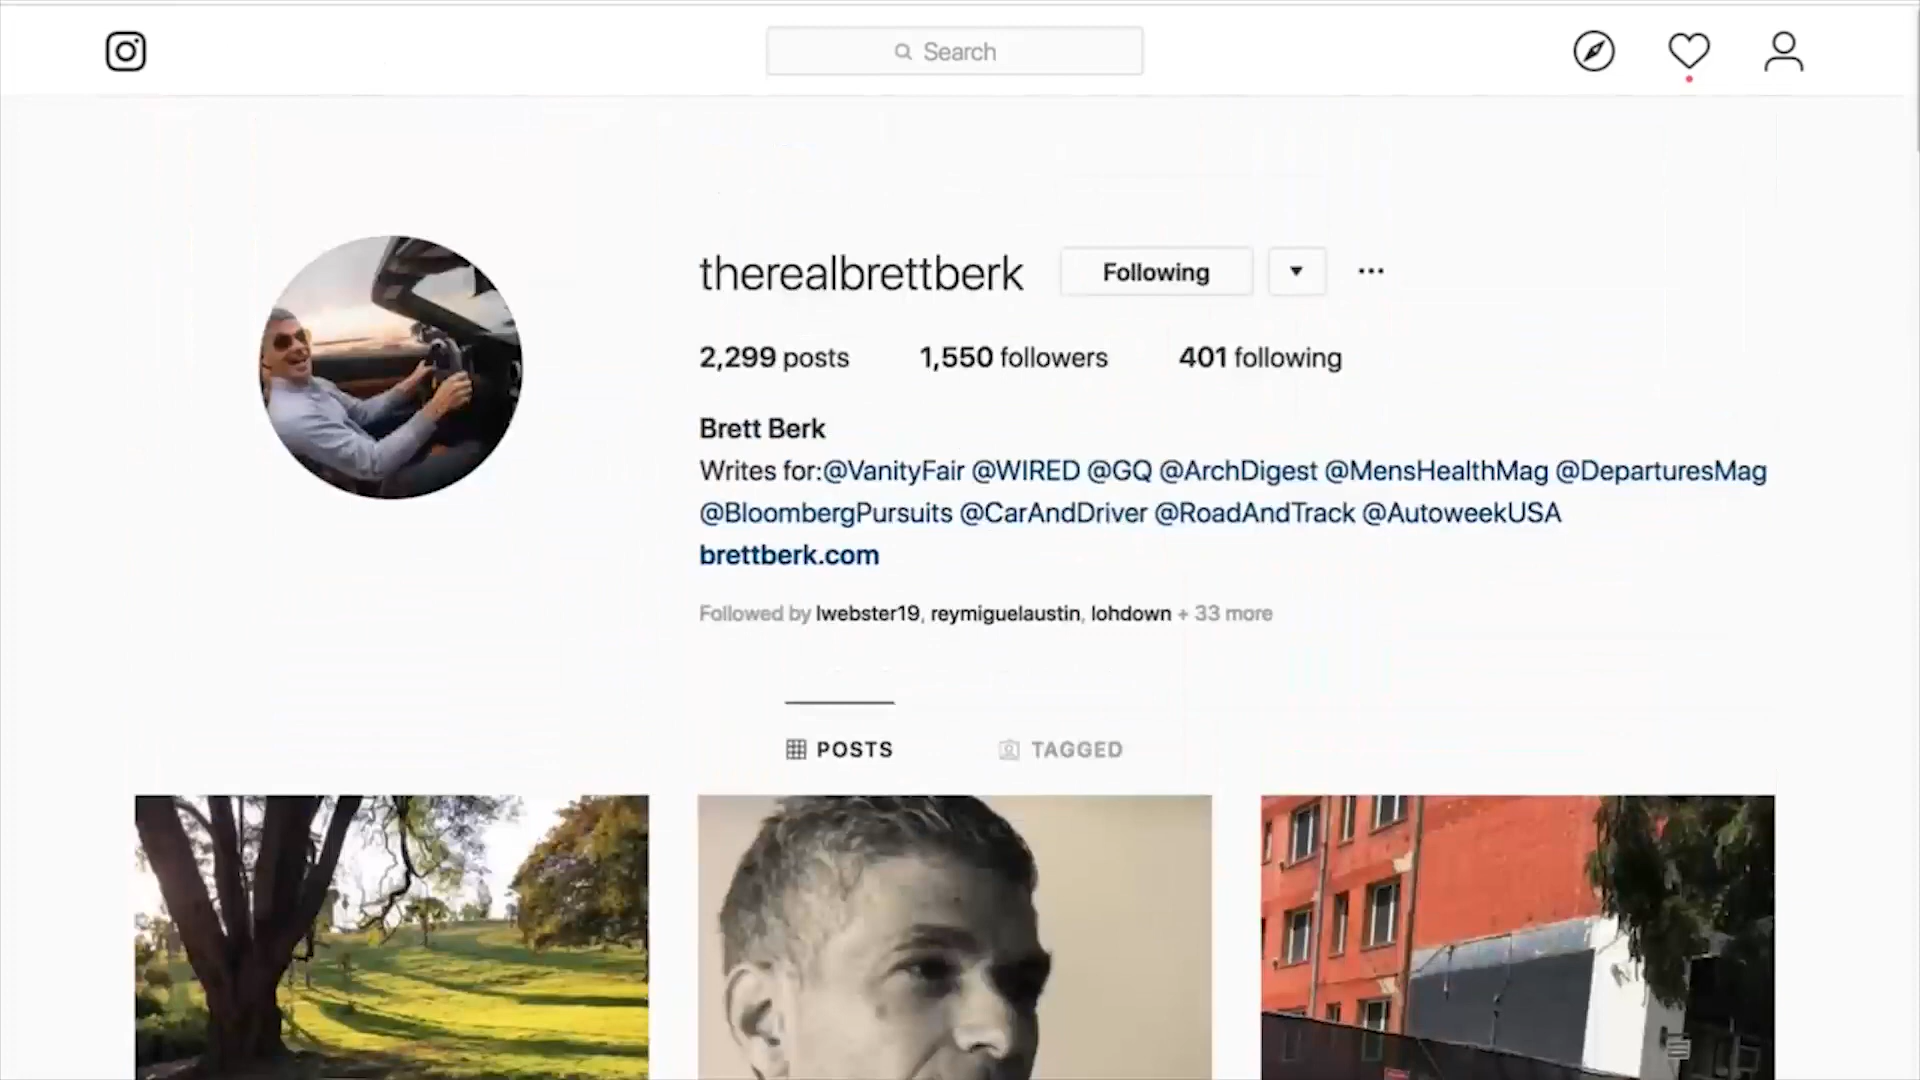 Search
therealbrettberk Following
2,299 posts 1,550 followers 401 following
Brett Berk
Writes for:@VanityFair @WIRED @GQ @ArchDigest @MensHealthMag @DeparturesMag
@BloombergPursuits @CarAndDriver @RoadAndTrack @AutoweekUSA
brettberk.com
Followed by lwebster19, reymiguelaustin, lohdown + 33 more
POSTS TAGGED